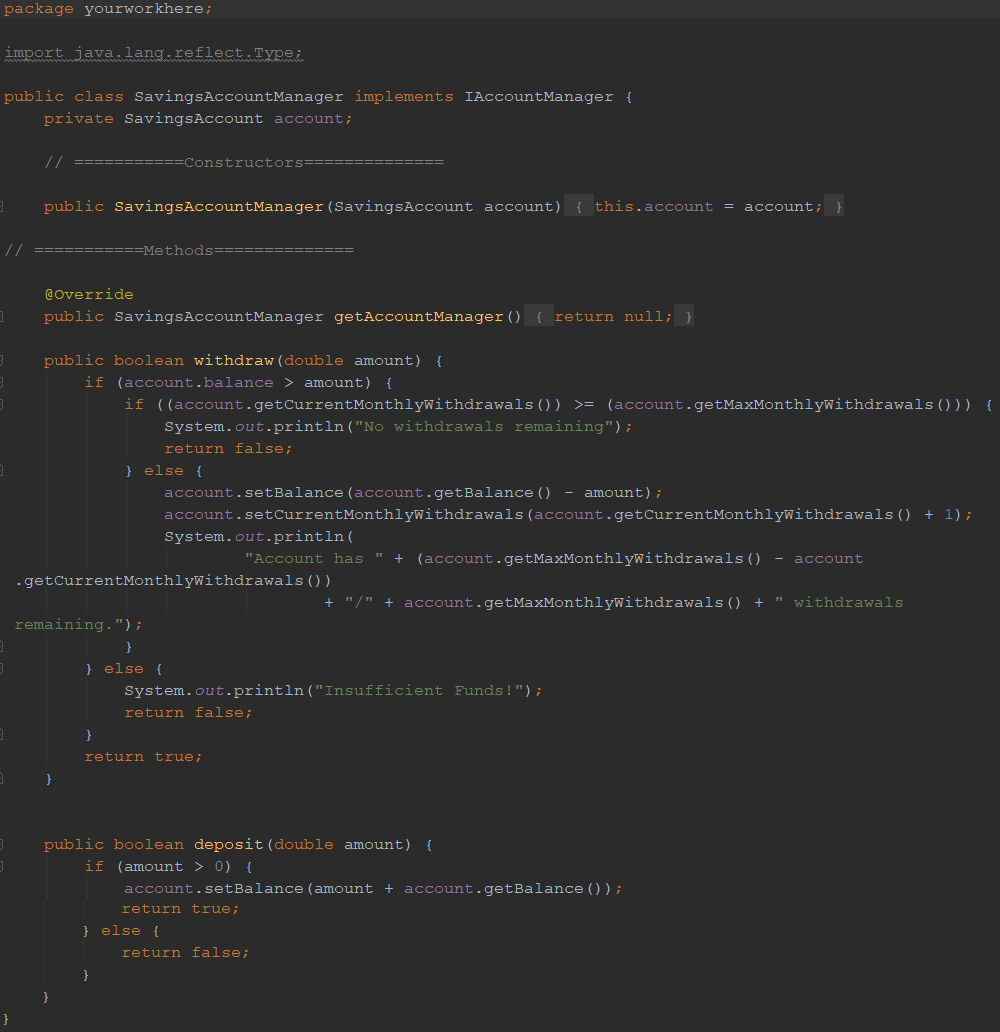 package yourworkhere;
import java.lang.reflect.Type;
public class SavingsAccountManager implements IAccountManager {
private SavingsAccount account;
// ===========Constructors==============
public SavingsAccountManager(SavingsAccount account) { this.account = account; }
// ===========Methods==============
@Override
public SavingsAccountManager getAccountManager() { return null; }
public boolean withdraw(double amount) {
if (account.balance > amount) {
if ((account.getCurrentMonthlyWithdrawals()) >= (account.getMaxMonthlyWithdrawals())) {
System.out.println("No withdrawals remaining");
return false;
} else {
account.setBalance(account.getBalance() - amount);
account.setCurrentMonthlyWithdrawals(account.getCurrentMonthlyWithdrawals() + 1);
System.out.println(
"Account has " + (account.getMaxMonthlyWithdrawals() - account
.getCurrentMonthlyWithdrawals())
+ "/" + account.getMaxMonthlyWithdrawals() + " withdrawals
remaining.");
}
} else {
System.out.println("Insufficient Funds!");
return false;
}
return true;
}
public boolean deposit(double amount) {
if (amount > 0) {
account.setBalance(amount + account.getBalance());
return true;
} else {
return false;
}
}
}